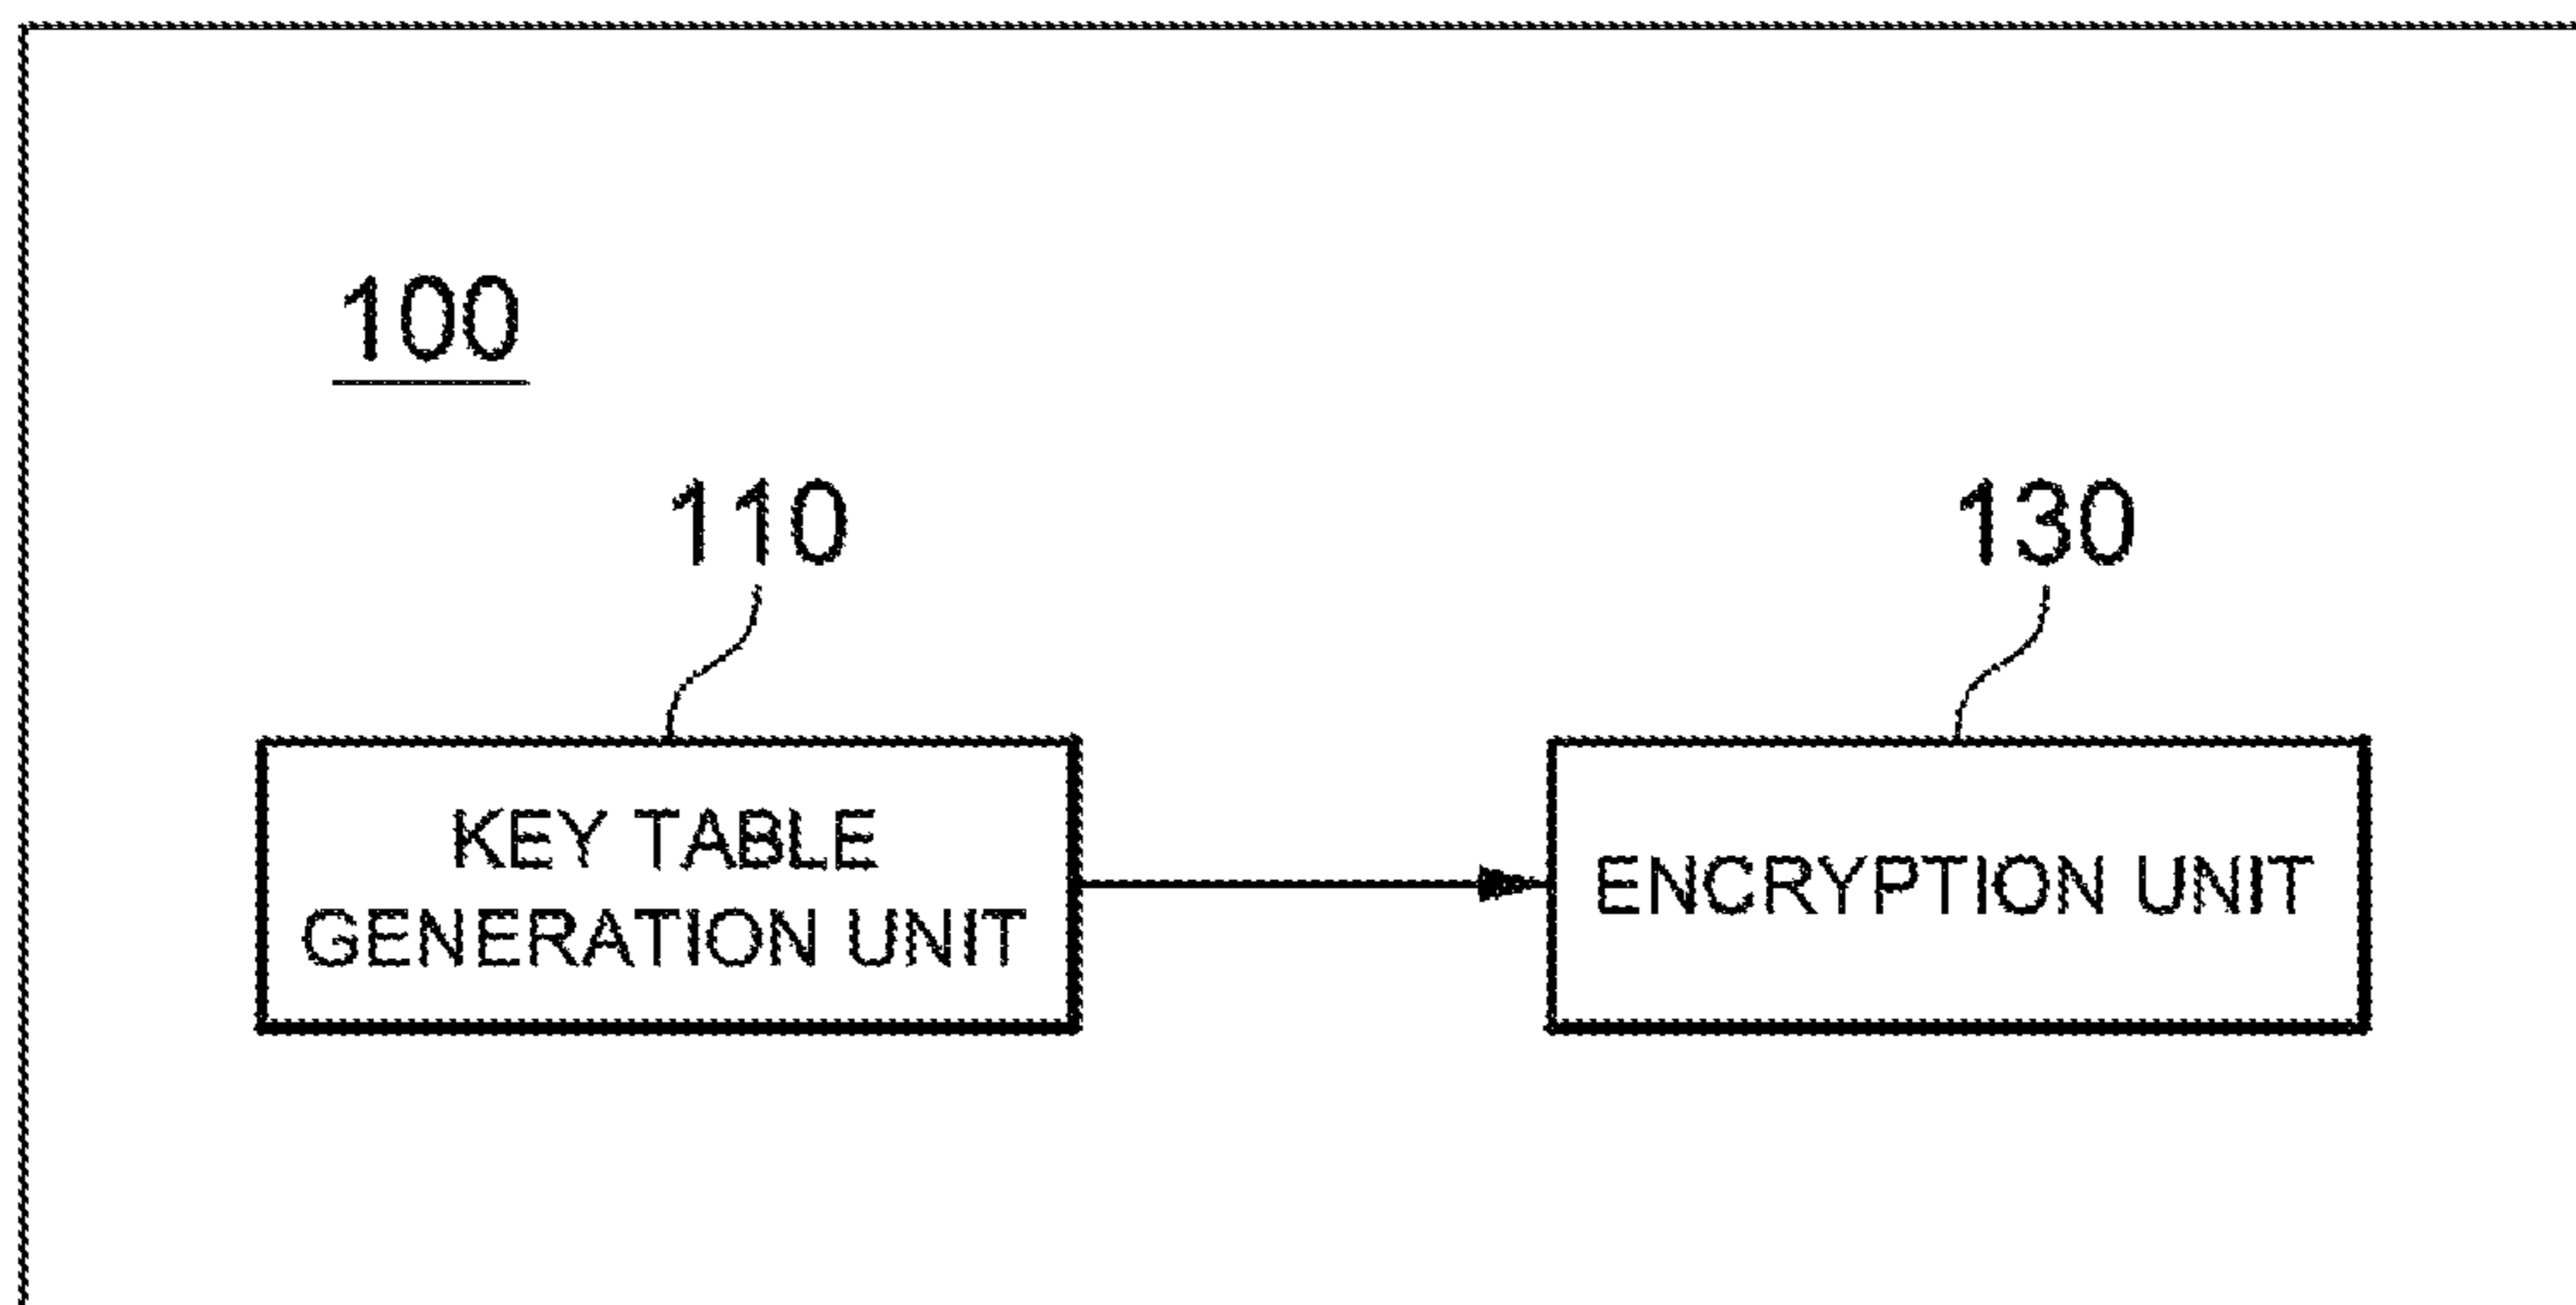 100
110
130
KEY TABLE
GENERATION UNIT
ENCRYPTION UNIT